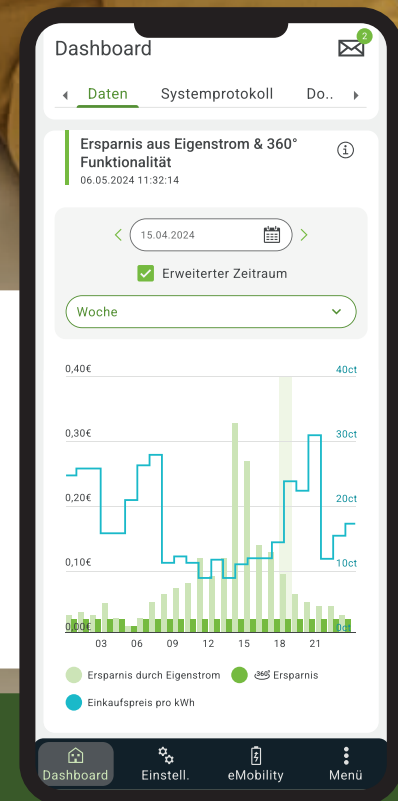 Dashboard
2
Daten Systemprotokoll Do..
Ersparnis aus Eigenstrom & 360°
Funktionalität
06.05.2024 11:32:14
15.04.2024
Erweiterter Zeitraum
Woche
0,40€ 40ct
0,30€ 30ct
0,20€ 20ct
0,10€ 10ct
0,00€ 0ct
03 06 09 12 15 18 21
Ersparnis durch Eigenstrom 360° Ersparnis
Einkaufspreis pro kWh
Dashboard Einstell. eMobility Menü